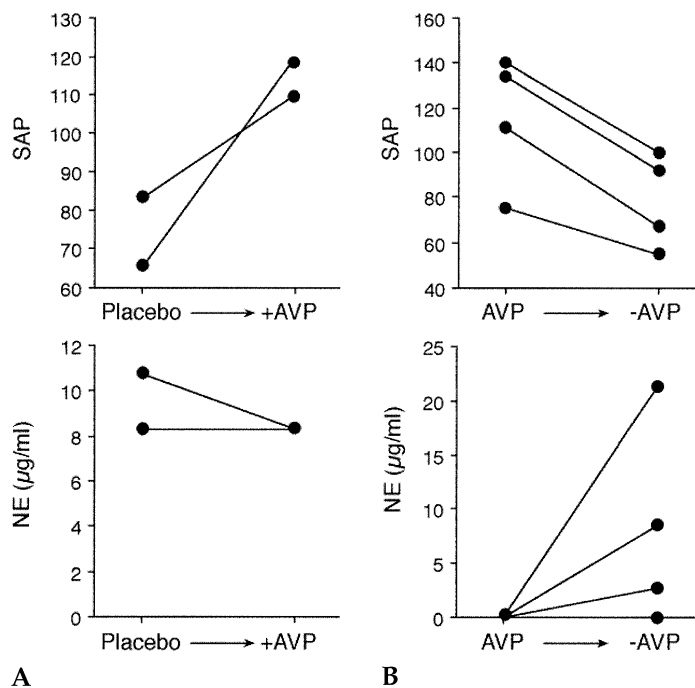 130
120
110
100
90
80
70
60
SAP
Placebo → +AVP
160
140
120
100
80
60
40
SAP
AVP → -AVP
12
10
8
6
4
2
0
NE (µg/ml)
Placebo → +AVP
25
20
15
10
5
0
NE (µg/ml)
AVP → -AVP
A
B